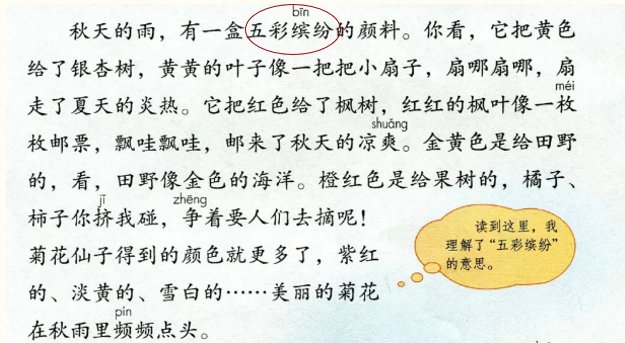 bīn
秋天的雨，有一盒五彩缤纷的颜料。你看，它把黄色
给了银杏树，黄黄的叶子像一把把小扇子，扇哪扇哪，扇
méi
走了夏天的炎热。它把红色给了枫树，红红的枫叶像一枚
shuǎng
枚邮票，飘哇飘哇，邮来了秋天的凉爽。金黄色是给田野
的，看，田野像金色的海洋。橙红色是给果树的，橘子、
jǐ zhēng
柿子你挤我碰，争着要人们去摘呢！
菊花仙子得到的颜色就更多了，紫红
的、淡黄的、雪白的……美丽的菊花
pín
在秋雨里频频点头。
读到这里，我
理解了“五彩缤纷”
的意思。